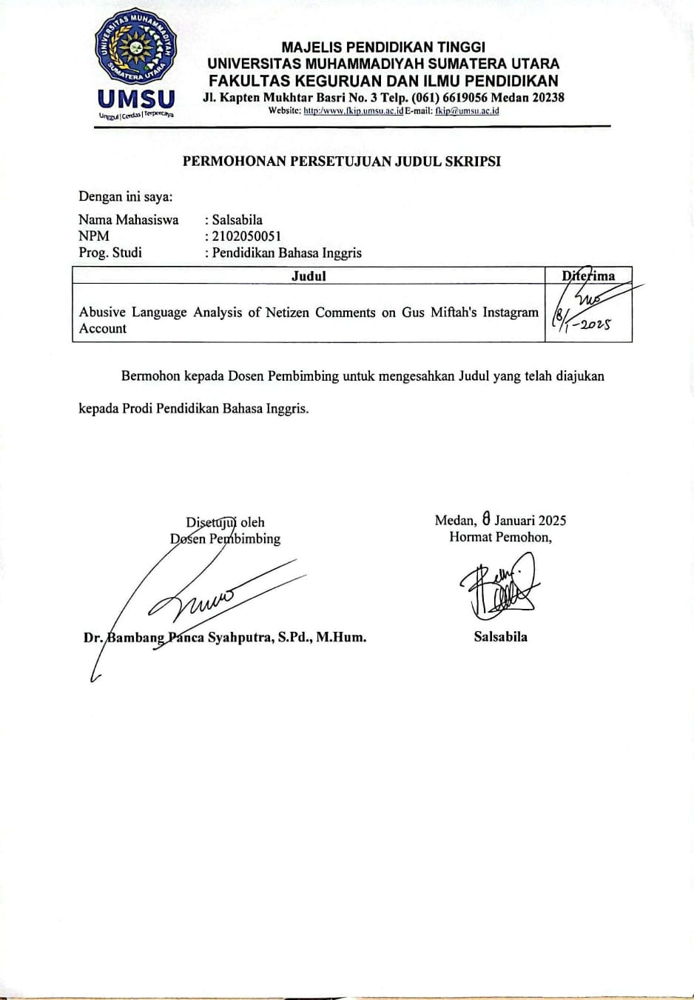 UNIVERSITAS MUHAMMADIYAH
SUMATERA UTARA
UMSU
Unggul | Cerdas | Terpercaya
MAJELIS PENDIDIKAN TINGGI
UNIVERSITAS MUHAMMADIYAH SUMATERA UTARA
FAKULTAS KEGURUAN DAN ILMU PENDIDIKAN
Jl. Kapten Mukhtar Basri No. 3 Telp. (061) 6619056 Medan 20238
Website: http:/www.fkip.umsu.ac.id E-mail: fkip@umsu.ac.id
PERMOHONAN PERSETUJUAN JUDUL SKRIPSI
Dengan ini saya:
Nama Mahasiswa : Salsabila
NPM : 2102050051
Prog. Studi : Pendidikan Bahasa Inggris
Judul Diterima
Abusive Language Analysis of Netizen Comments on Gus Miftah's Instagram
Account
8/1-2025
Bermohon kepada Dosen Pembimbing untuk mengesahkan Judul yang telah diajukan
kepada Prodi Pendidikan Bahasa Inggris.
Disetujui oleh
Dosen Pembimbing
Dr. Bambang Panca Syahputra, S.Pd., M.Hum.
Medan, 8 Januari 2025
Hormat Pemohon,
Salsabila